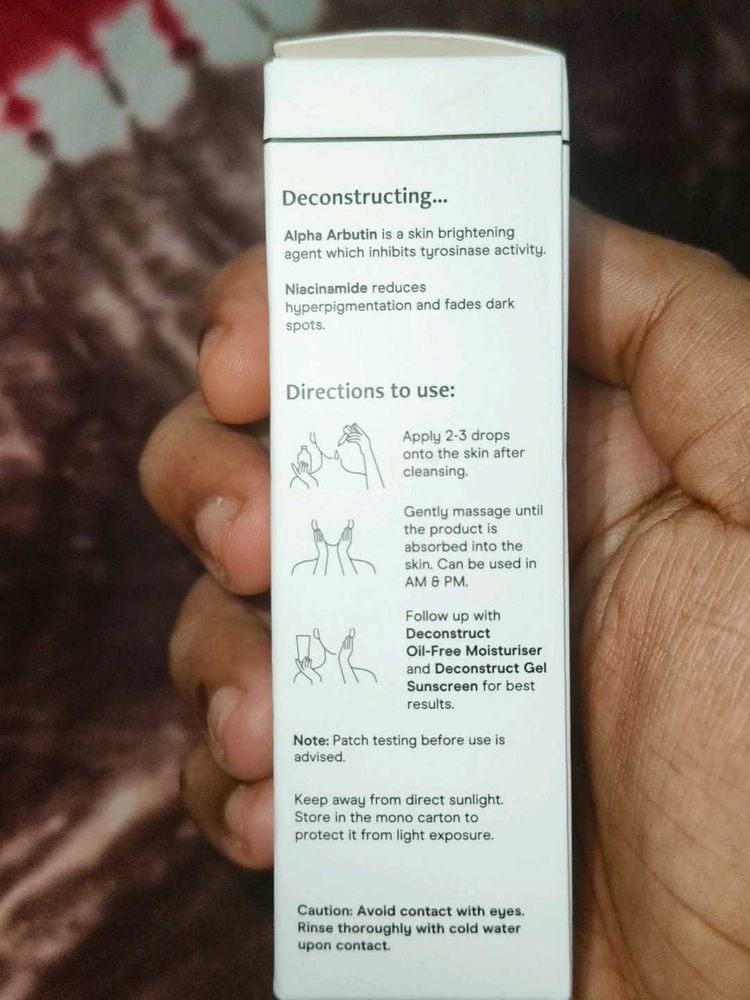 Deconstructing...
Alpha Arbutin is a skin brightening
agent which inhibits tyrosinase activity.
Niacinamide reduces
hyperpigmentation and fades dark
spots.
Directions to use:
Apply 2-3 drops
onto the skin after
cleansing.
Gently massage until
the product is
absorbed into the
skin. Can be used in
AM & PM.
Follow up with
Deconstruct
Oil-Free Moisturiser
and Deconstruct Gel
Sunscreen for best
results.
Note: Patch testing before use is
advised.
Keep away from direct sunlight.
Store in the mono carton to
protect it from light exposure.
Caution: Avoid contact with eyes.
Rinse thoroughly with cold water
upon contact.